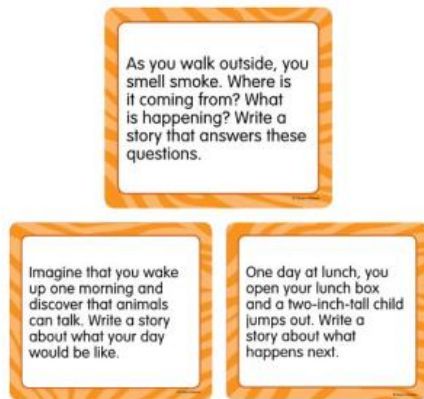 As you walk outside, you
smell smoke. Where is
it coming from? What
is happening? Write a
story that answers these
questions.
Imagine that you wake
up one morning and
discover that animals
can talk. Write a story
about what your day
would be like.
One day at lunch, you
open your lunch box
and a two-inch-tall child
jumps out. Write a
story about what
happens next.